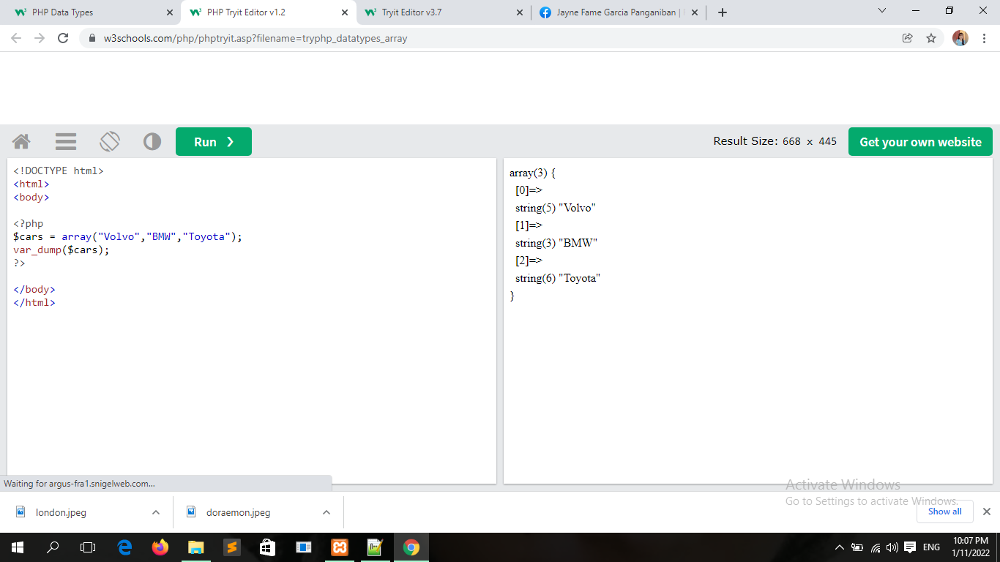 PHP Data Types
PHP Tryit Editor v1.2
Tryit Editor v3.7
Jayne Fame Garcia Panganiban |
w3schools.com/php/phptryit.asp?filename=tryphp_datatypes_array
Run ❯
Result Size: 668 x 445
Get your own website
<!DOCTYPE html>
<html>
<body>
<?php
$cars = array("Volvo","BMW","Toyota");
var_dump($cars);
?>
</body>
</html>
array(3) {
[0]=>
string(5) "Volvo"
[1]=>
string(3) "BMW"
[2]=>
string(6) "Toyota"
}
Waiting for argus-fra1.snigelweb.com...
Activate Windows
Go to Settings to activate Windows.
london.jpeg
doraemon.jpeg
Show all
ENG
10:07 PM
1/11/2022